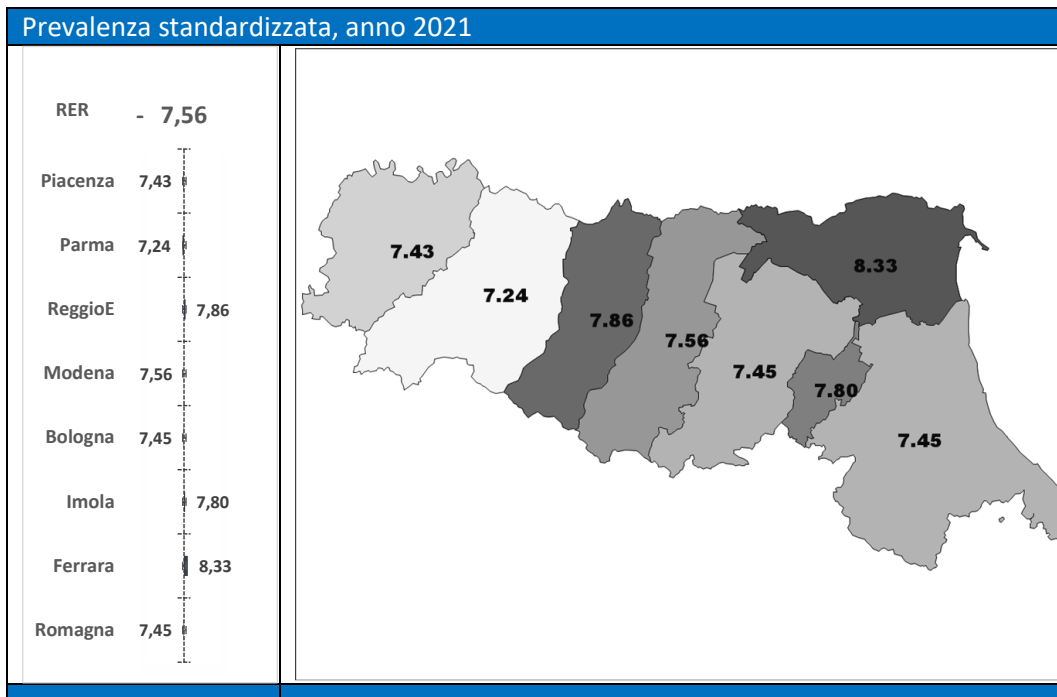 Prevalenza standardizzata, anno 2021
RER - 7,56
Piacenza 7,43
Parma 7,24
ReggioE 7,86
Modena 7,56
Bologna 7,45
Imola 7,80
Ferrara 8,33
Romagna 7,45
7.43
7.24
7.86
7.56
7.45
7.80
8.33
7.45